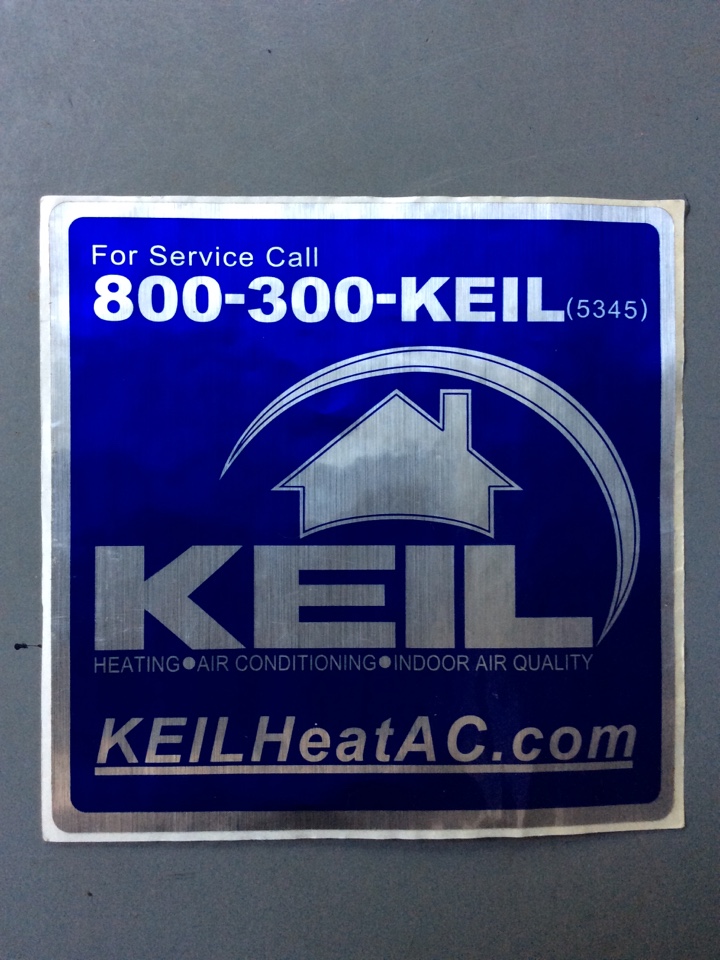 For Service Call
800-300-KEIL(5345)
KEIL
HEATING●AIR CONDITIONING●INDOOR AIR QUALITY
KEILHeatAC.com